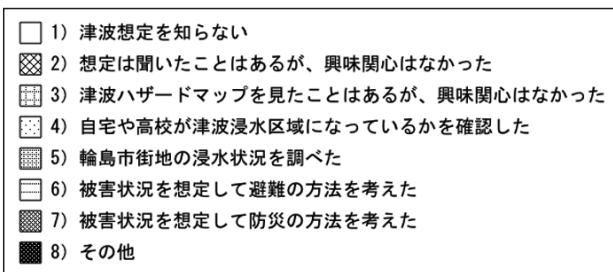 1) 津波想定を知らない
2) 想定は聞いたことはあるが、興味関心はなかった
3) 津波ハザードマップを見たことはあるが、興味関心はなかった
4) 自宅や高校が津波浸水区域になっているかを確認した
5) 輪島市街地の浸水状況を調べた
6) 被害状況を想定して避難の方法を考えた
7) 被害状況を想定して防災の方法を考えた
8) その他